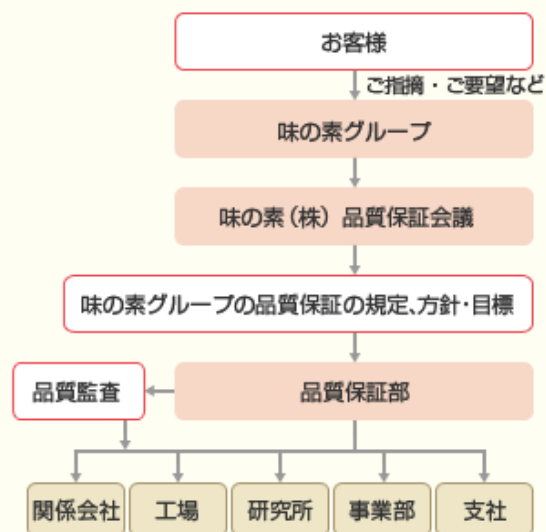 お客様
ご指摘・ご要望など
味の素グループ
味の素(株)品質保証会議
味の素グループの品質保証の規定、方針・目標
品質監査
品質保証部
関係会社
工場
研究所
事業部
支社